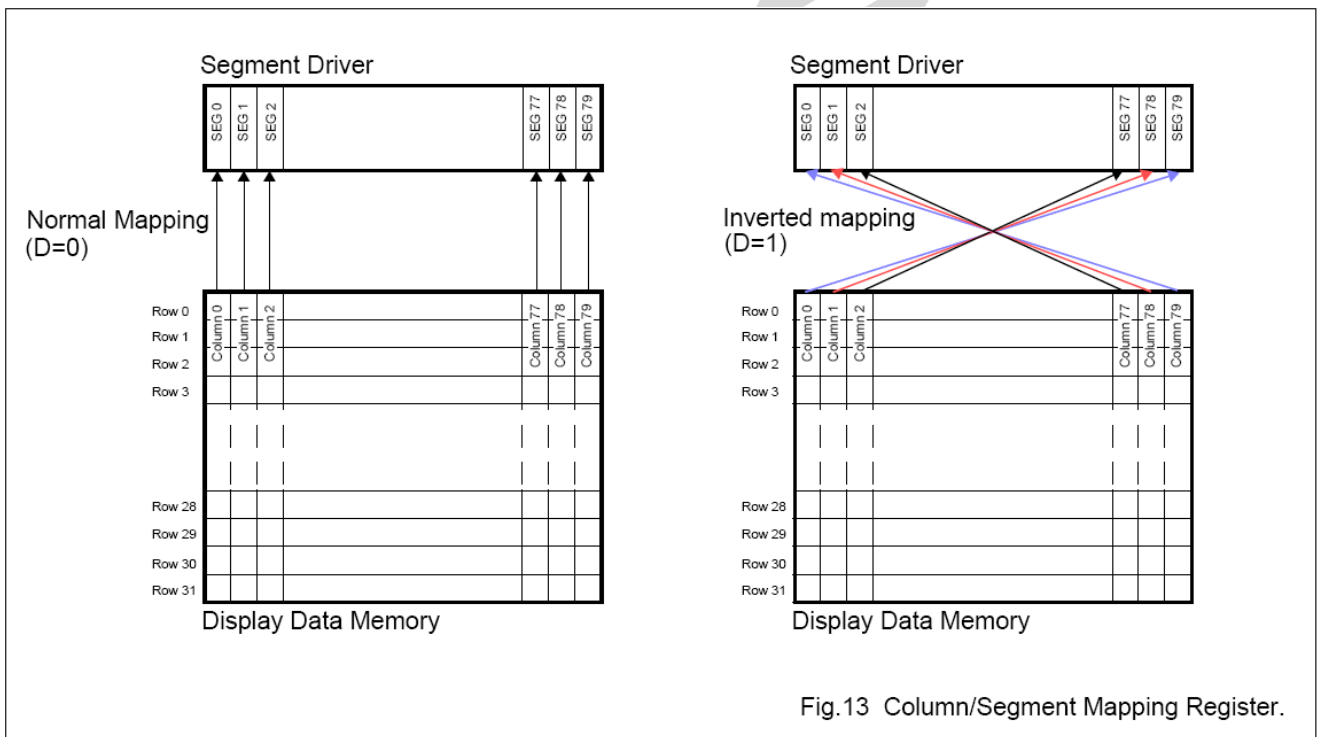 Segment Driver
SEG 0
SEG 1
SEG 2
SEG 77
SEG 78
SEG 79
Normal Mapping
(D=0)
Row 0
Row 1
Row 2
Row 3
Column 0
Column 1
Column 2
Column 77
Column 78
Column 79
Row 28
Row 29
Row 30
Row 31
Display Data Memory
Segment Driver
SEG 0
SEG 1
SEG 2
SEG 77
SEG 78
SEG 79
Inverted mapping
(D=1)
Row 0
Row 1
Row 2
Row 3
Column 0
Column 1
Column 2
Column 77
Column 78
Column 79
Row 28
Row 29
Row 30
Row 31
Display Data Memory
Fig.13 Column/Segment Mapping Register.